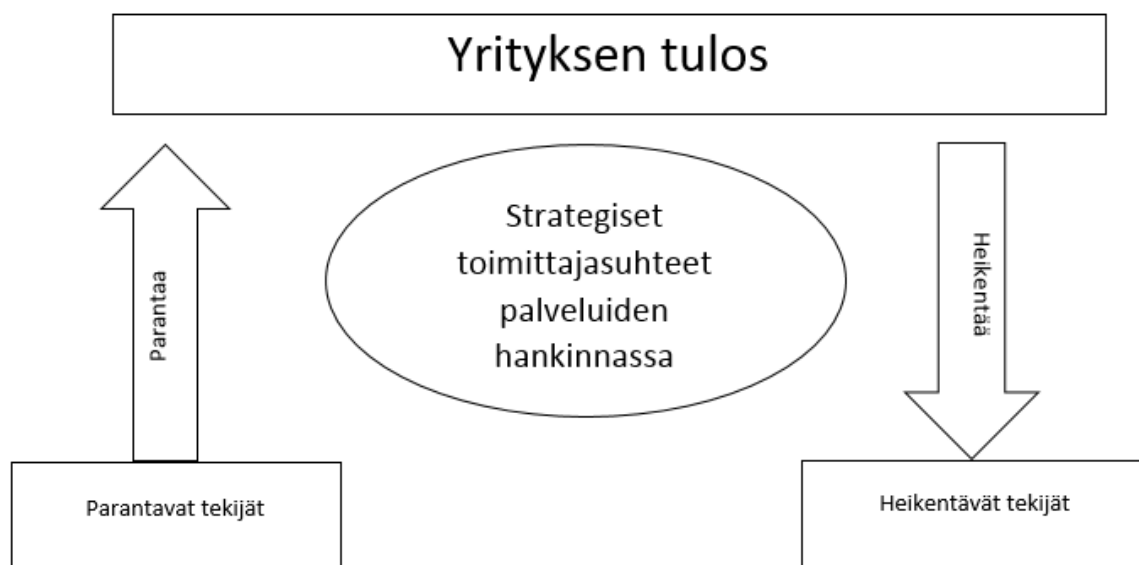 Yrityksen tulos
Parantaa
Strategiset
toimittajasuhteet
palveluiden
hankinnassa
Heikentää
Parantavat tekijät
Heikentävät tekijät